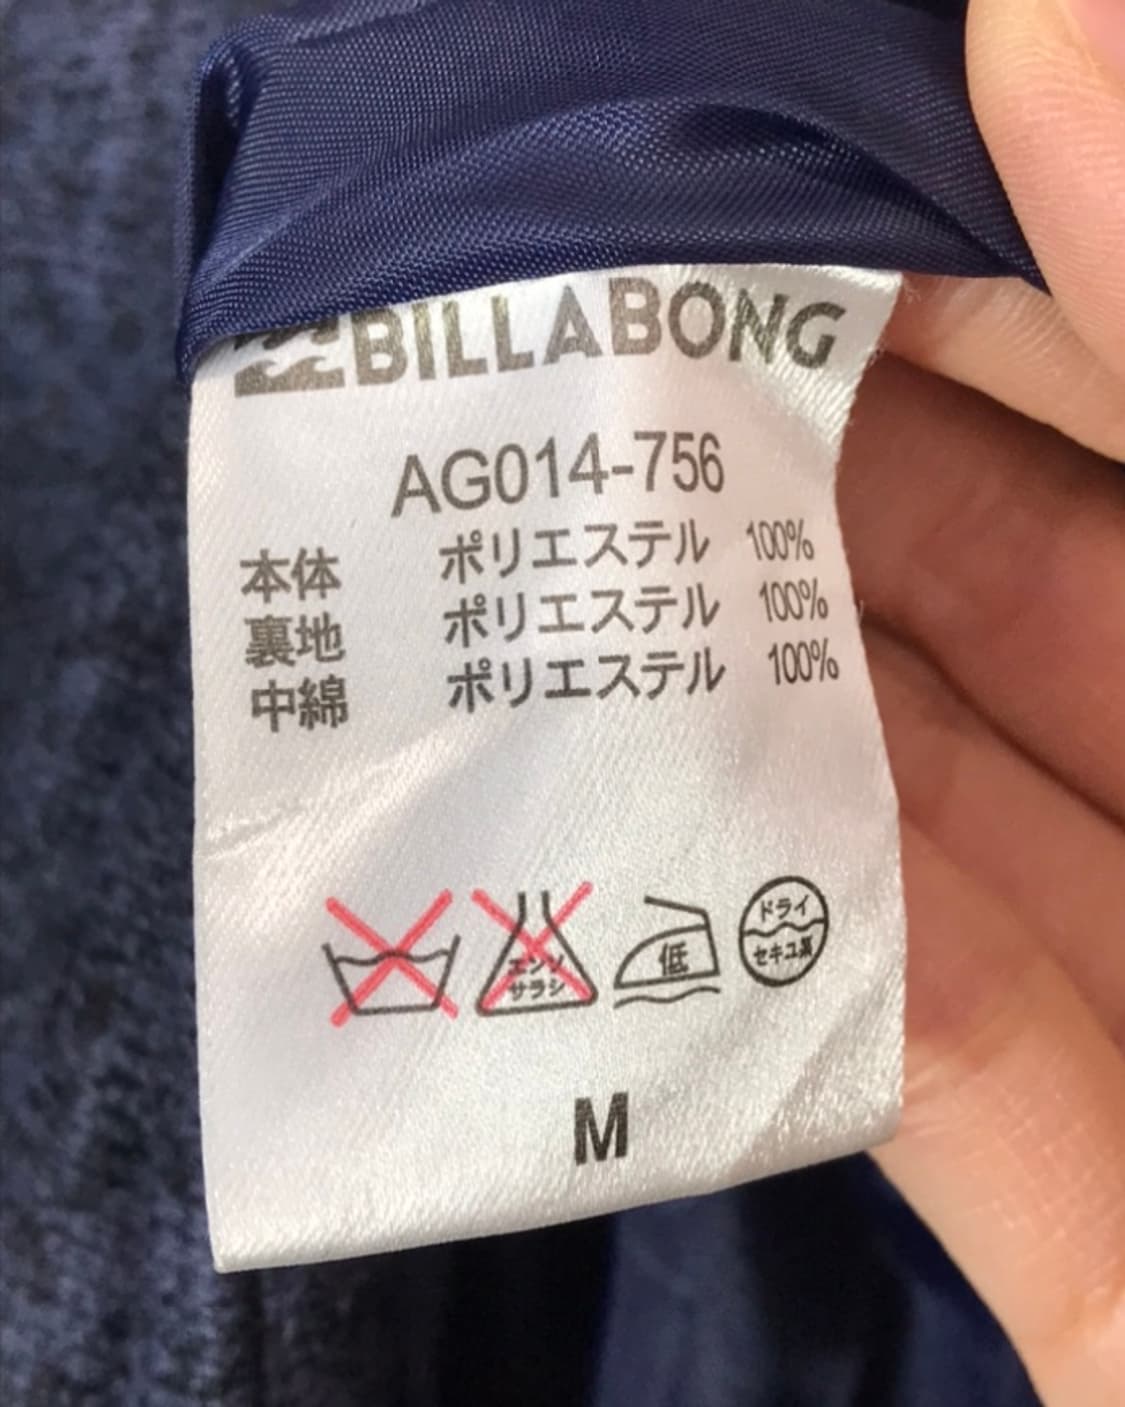 BILLABONG
AG014-756
本体 ポリエステル 100%
裏地 ポリエステル 100%
中綿 ポリエステル 100%
エンソ
サラシ
低
ドライ
セキユ系
M